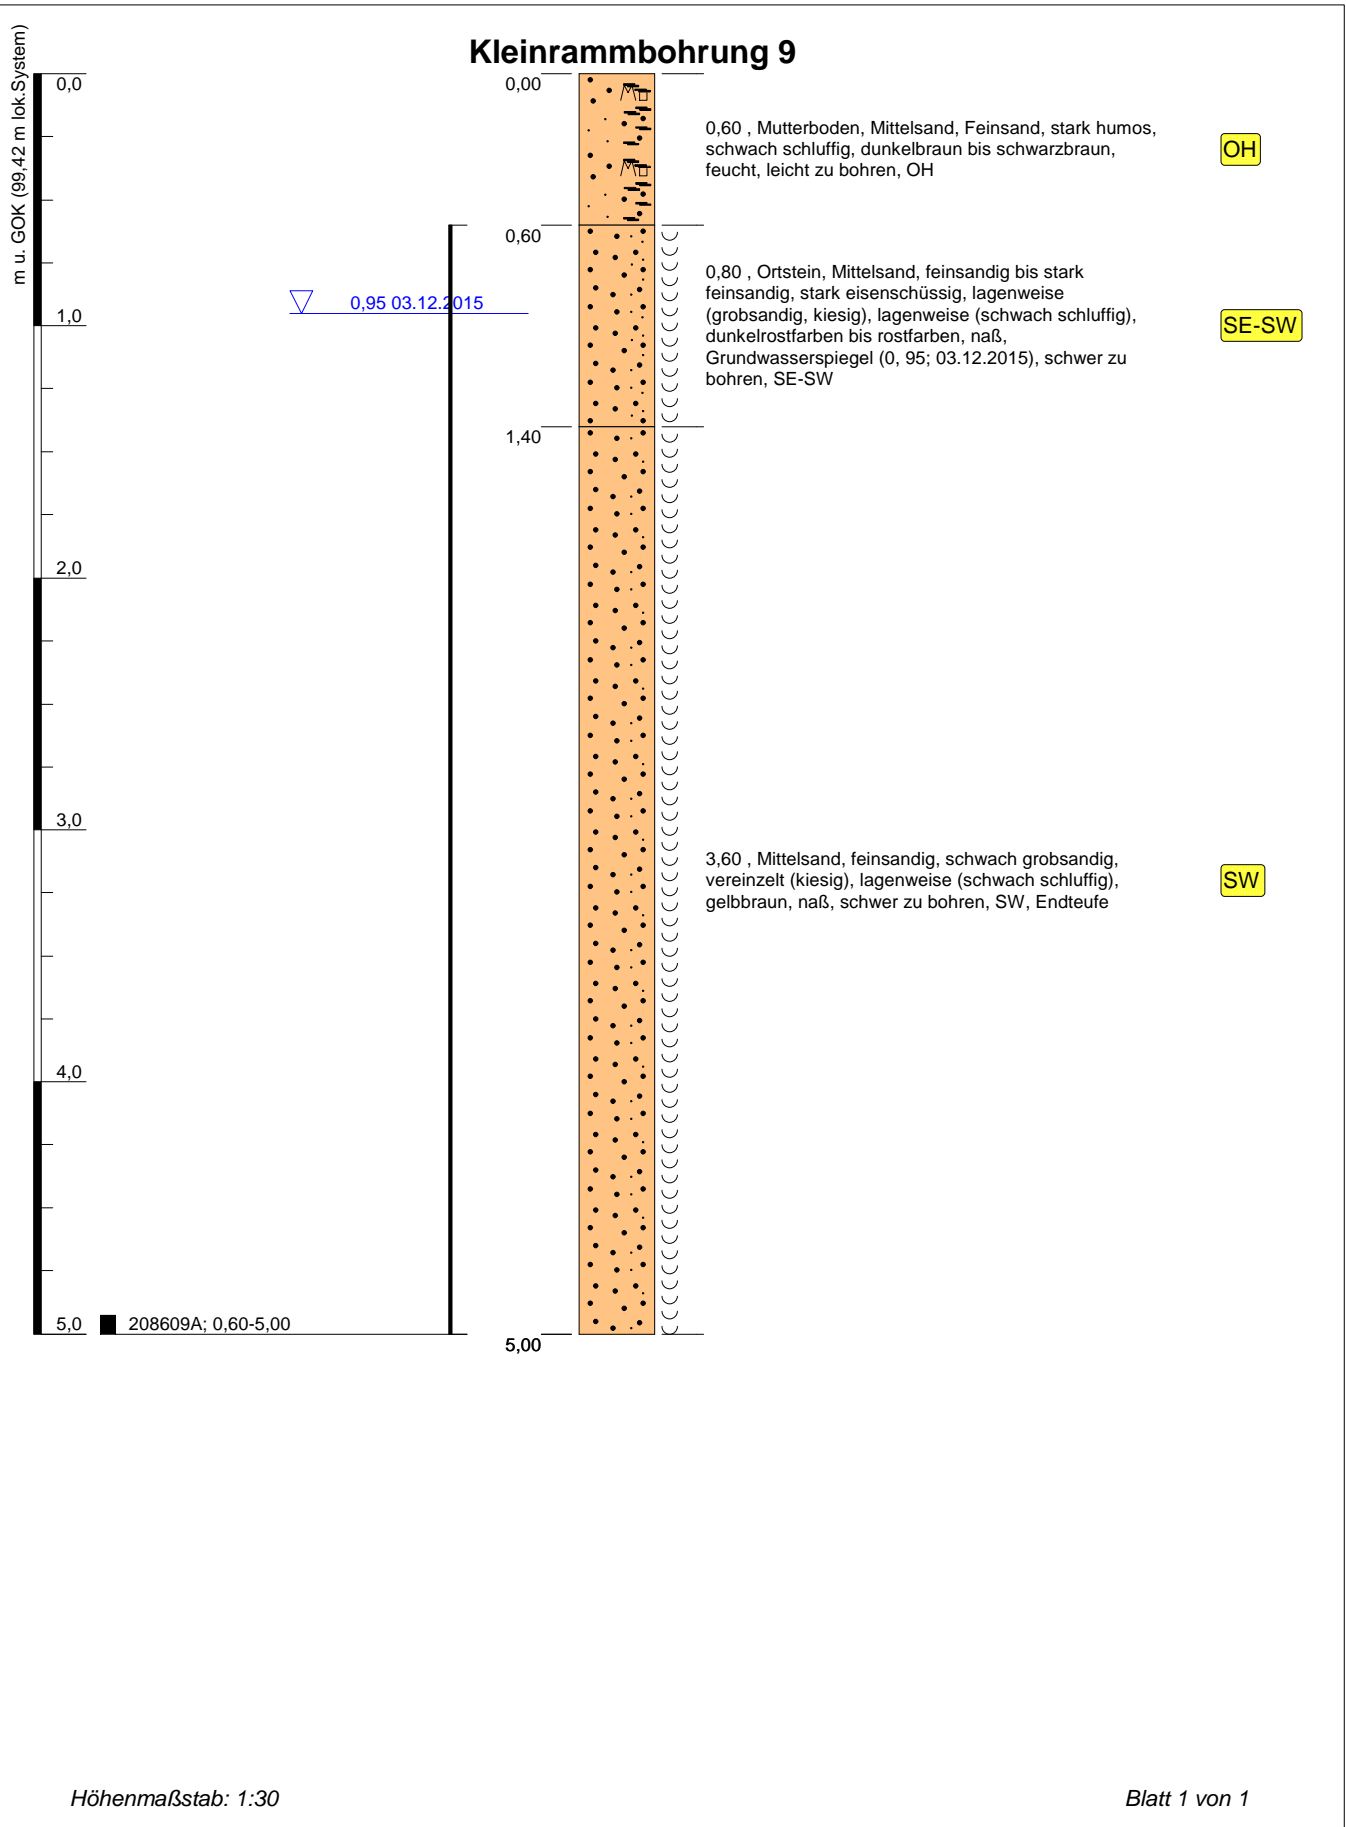 Kleinrammbohrung 9
m u. GOK (99,42 m lok.System)
0,0
0,00
0,60 , Mutterboden, Mittelsand, Feinsand, stark humos,
schwach schluffig, dunkelbraun bis schwarzbraun,
feucht, leicht zu bohren, OH
OH
0,60
0,95 03.12.2015
1,0
0,80 , Ortstein, Mittelsand, feinsandig bis stark
feinsandig, stark eisenschüssig, lagenweise
(grobsandig, kiesig), lagenweise (schwach schluffig),
dunkelrostfarben bis rostfarben, naß,
Grundwasserspiegel (0, 95; 03.12.2015), schwer zu
bohren, SE-SW
SE-SW
1,40
2,0
3,0
3,60 , Mittelsand, feinsandig, schwach grobsandig,
vereinzelt (kiesig), lagenweise (schwach schluffig),
gelbbraun, naß, schwer zu bohren, SW, Endteufe
SW
4,0
5,0
208609A; 0,60-5,00
5,00
Höhenmaßstab: 1:30
Blatt 1 von 1